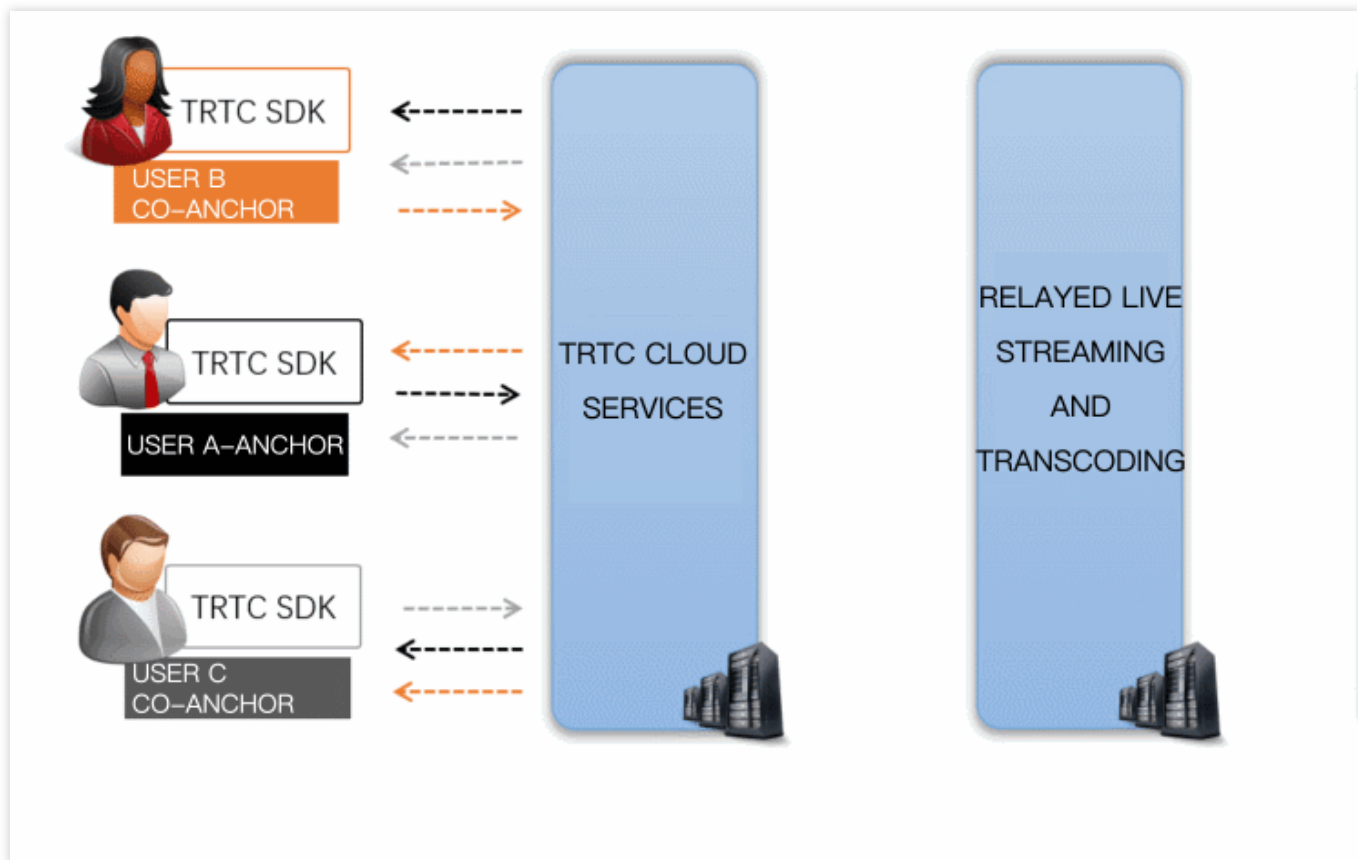 TRTC SDK
USER B
CO–ANCHOR
TRTC SDK
USER A–ANCHOR
TRTC SDK
USER C
CO–ANCHOR
TRTC CLOUD
SERVICES
RELAYED LIVE
STREAMING
AND
TRANSCODING